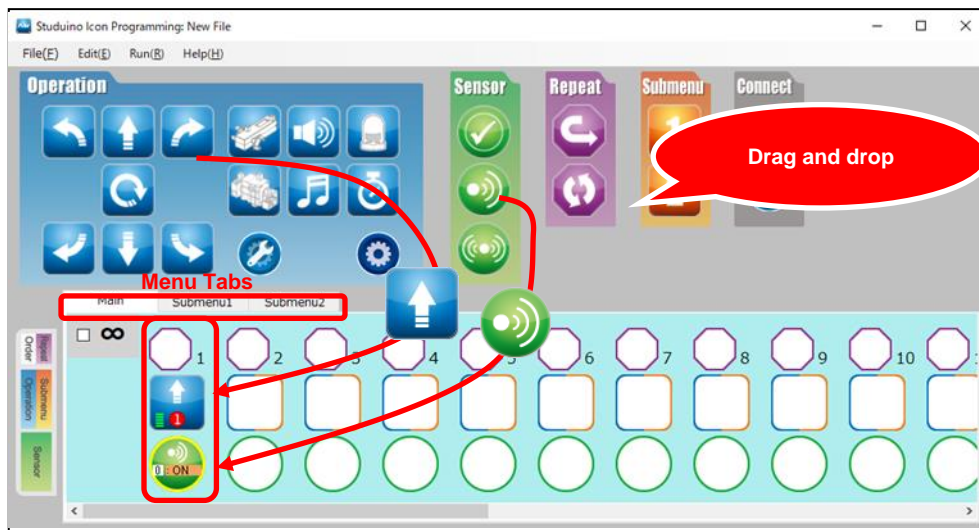 Studuino Icon Programming: New File
File(F) Edit(E) Run(R) Help(H)
Operation
Sensor
Repeat
Submenu
Connect
Drag and drop
Menu Tabs
Main
Submenu1
Submenu2
∞
1
2
3
4
5
6
7
8
9
10
Repeat
Order
Submenu
Operation
Sensor
1
0 : ON